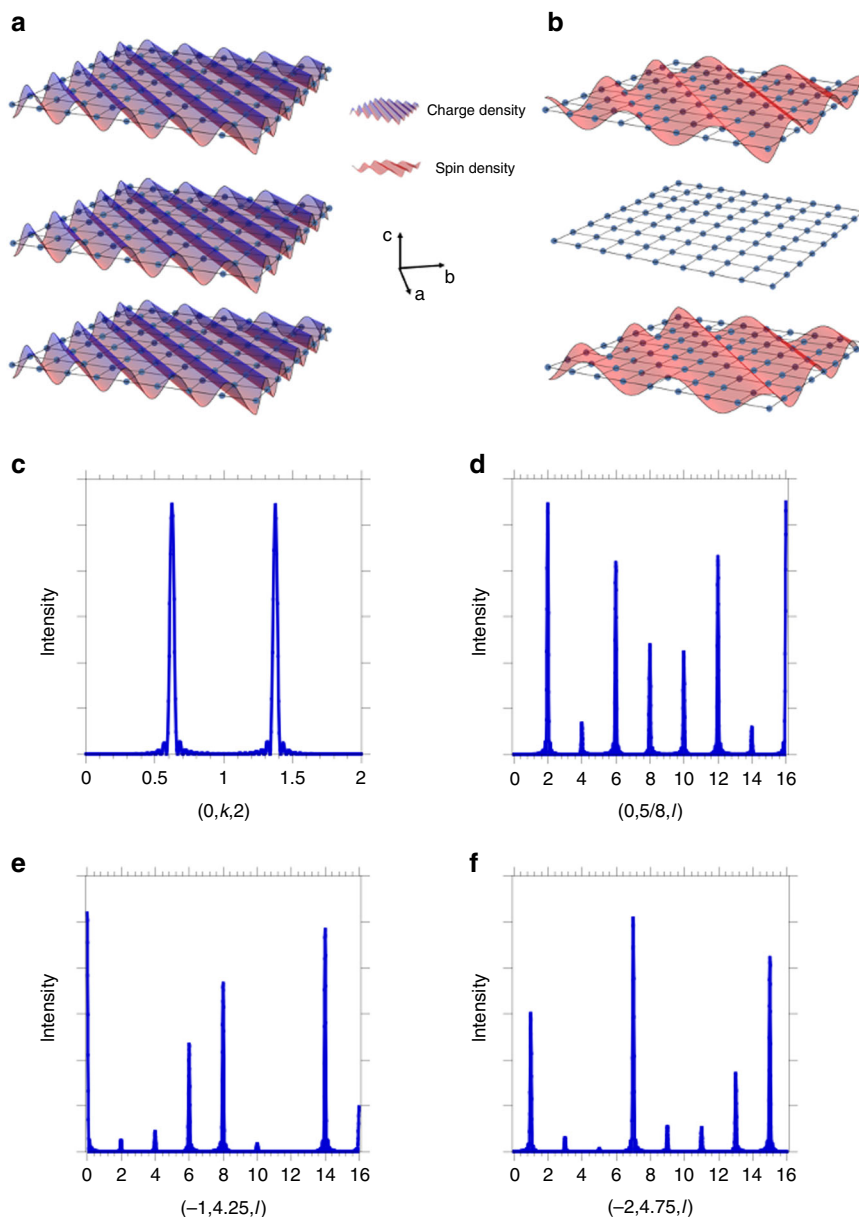 a
b
Charge density
Spin density
c
b
a
c
d
Intensity
0 0.5 1 1.5 2
(0,k,2)
Intensity
0 2 4 6 8 10 12 14 16
(0,5/8,l)
e
f
Intensity
0 2 4 6 8 10 12 14 16
(–1,4.25,l)
Intensity
0 2 4 6 8 10 12 14 16
(–2,4.75,l)